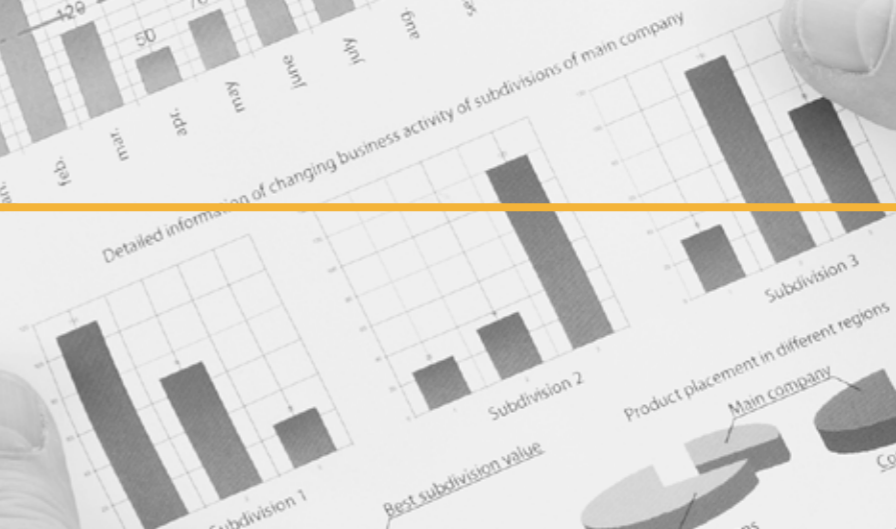 120
50
feb.
mar.
apr.
may
june
july
aug.
Detailed information of changing business activity of subdivisions of main company
Subdivision 1
Subdivision 2
Subdivision 3
Product placement in different regions
Main company
Best subdivision value